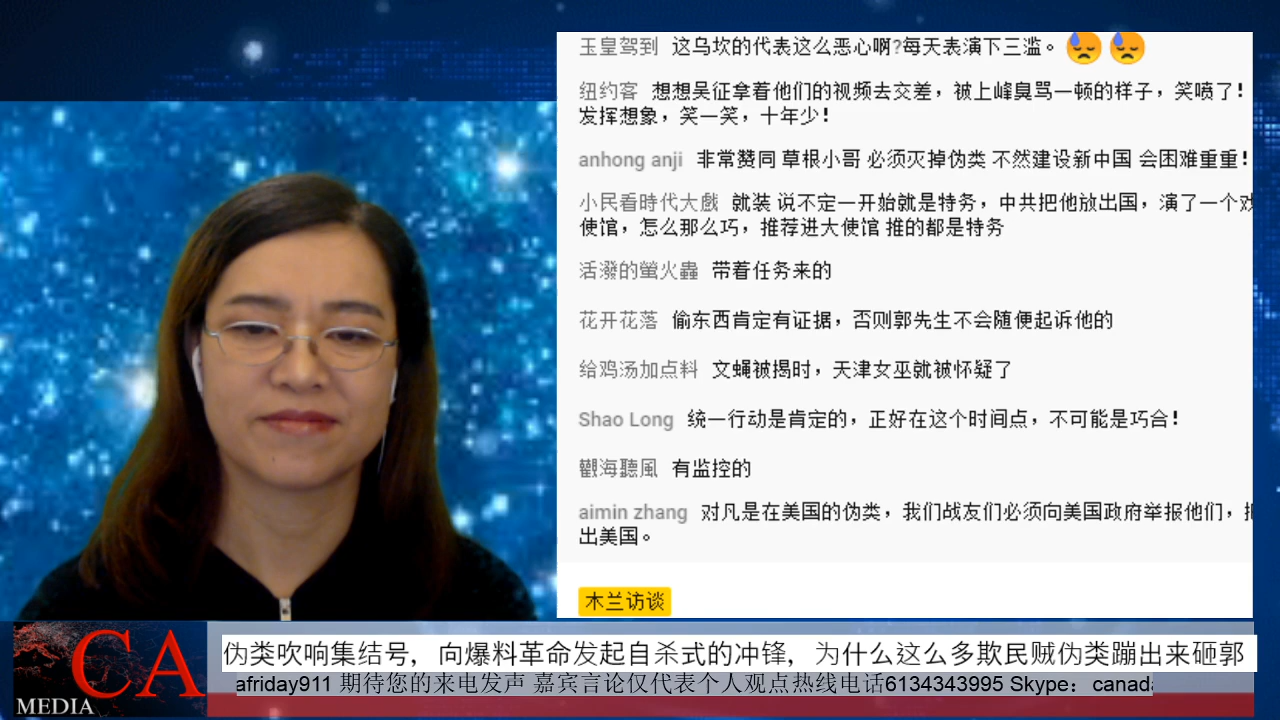 玉皇驾到 这乌坎的代表这么恶心啊?每天表演下三滥。
纽约客 想想吴征拿着他们的视频去交差，被上峰臭骂一顿的样子，笑喷了！
发挥想象，笑一笑，十年少！
anhong anji 非常赞同 草根小哥 必须灭掉伪类 不然建设新中国 会困难重重！
小民看時代大戲 就装 说不定一开始就是特务，中共把他放出国，演了一个戏
使馆，怎么那么巧，推荐进大使馆 推的都是特务
活潑的螢火蟲 带着任务来的
花开花落 偷东西肯定有证据，否则郭先生不会随便起诉他的
给鸡汤加点料 文蝇被揭时，天津女巫就被怀疑了
Shao Long 统一行动是肯定的，正好在这个时间点，不可能是巧合！
觀海聽風 有监控的
aimin zhang 对凡是在美国的伪类，我们战友们必须向美国政府举报他们，
出美国。
木兰访谈
CA
MEDIA
伪类吹响集结号，向爆料革命发起自杀式的冲锋，为什么这么多欺民贼伪类蹦出来砸郭
afriday911 期待您的来电发声 嘉宾言论仅代表个人观点热线电话6134343995 Skype：canada